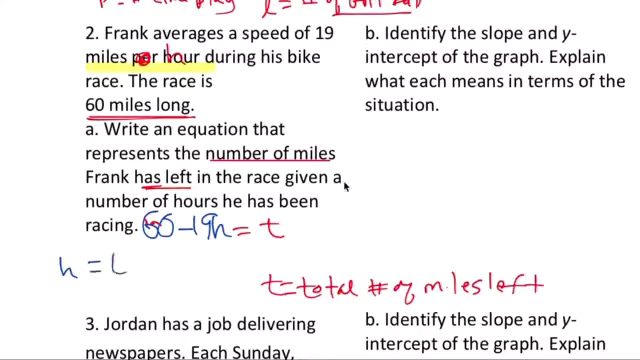 2. Frank averages a speed of 19
miles per hour during his bike
race. The race is
60 miles long.
a. Write an equation that
represents the number of miles
Frank has left in the race given a
number of hours he has been
racing. 60 - 19h = t
h =
t = total # of miles left
b. Identify the slope and y-
intercept of the graph. Explain
what each means in terms of the
situation.
3. Jordan has a job delivering
newspapers. Each Sunday,
b. Identify the slope and y-
intercept of the graph. Explain